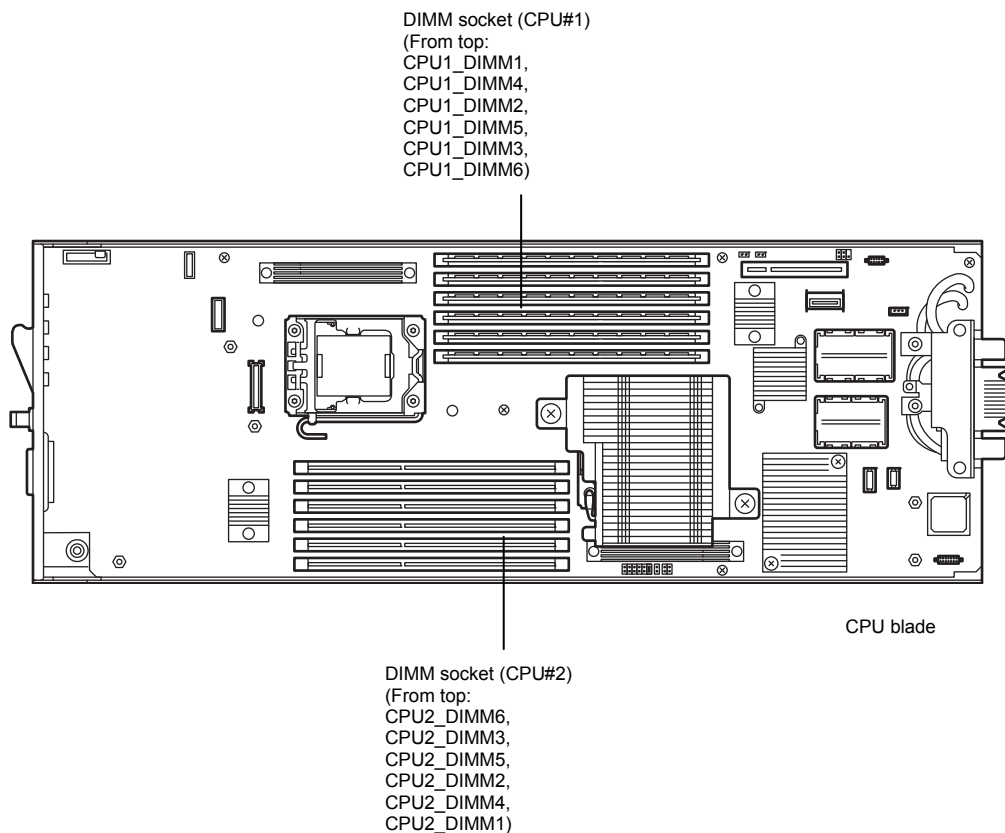 DIMM socket (CPU#1)
(From top:
CPU1_DIMM1,
CPU1_DIMM4,
CPU1_DIMM2,
CPU1_DIMM5,
CPU1_DIMM3,
CPU1_DIMM6)
CPU blade
DIMM socket (CPU#2)
(From top:
CPU2_DIMM6,
CPU2_DIMM3,
CPU2_DIMM5,
CPU2_DIMM2,
CPU2_DIMM4,
CPU2_DIMM1)